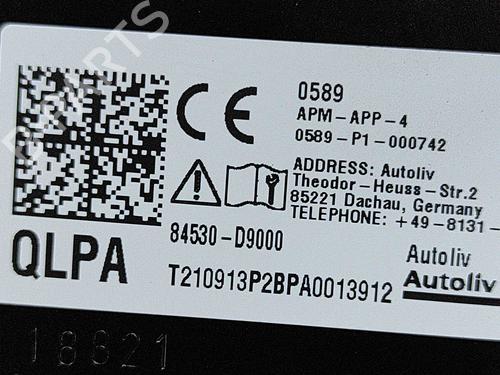 0589
APM-APP-4
0589-P1-000742
ADDRESS: Autoliv
Theodor-Heuss-Str.2
85221 Dachau, Germany
TELEPHONE: +49-8131-
84530-D9000
QLPA
T210913P2BPA0013912
Autoliv
Autoliv
18821